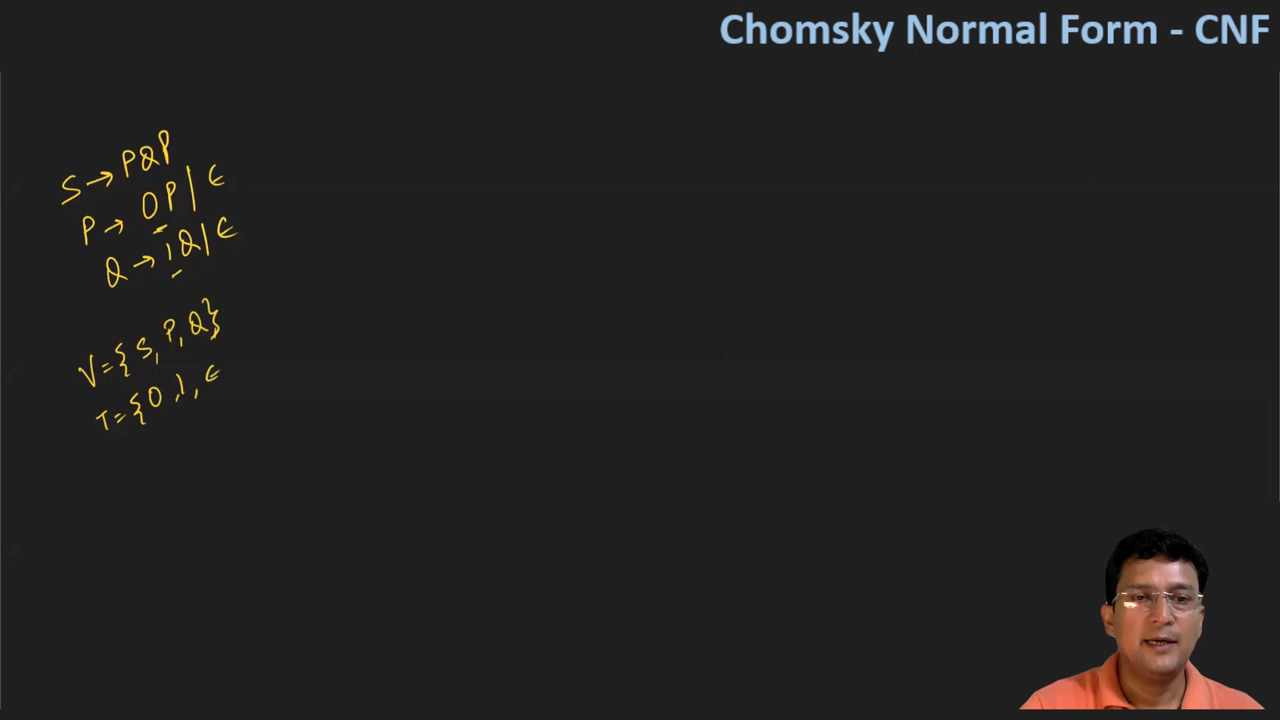 Chomsky Normal Form - CNF
S → PQP
P → 0P | ε
Q → 1Q | ε
V = { S, P, Q }
T = { 0, 1, ε